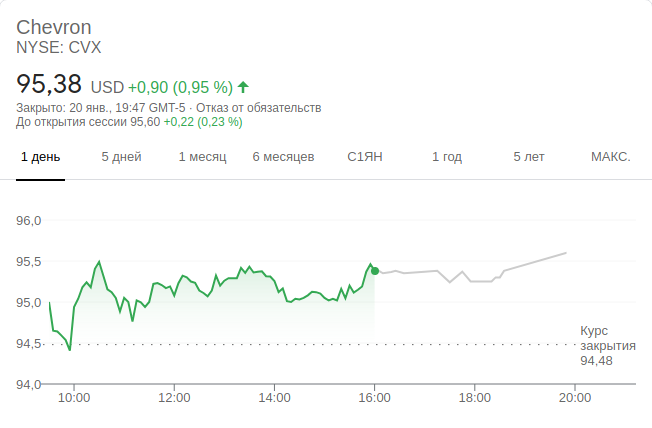 Chevron
NYSE: CVX
95,38 USD +0,90 (0,95 %)
Закрыто: 20 янв., 19:47 GMT-5 · Отказ от обязательств
До открытия сессии 95,60 +0,22 (0,23 %)
1 день 5 дней 1 месяц 6 месяцев С1ЯН 1 год 5 лет МАКС.
96,0
95,5
95,0
94,5
94,0
Курс
закрытия
94,48
10:00 12:00 14:00 16:00 18:00 20:00